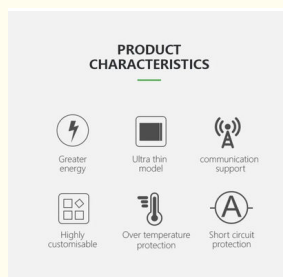 PRODUCT
CHARACTERISTICS
Greater
energy
Ultra thin
model
communication
support
Highly
customisable
Over temperature
protection
A
Short circuit
protection